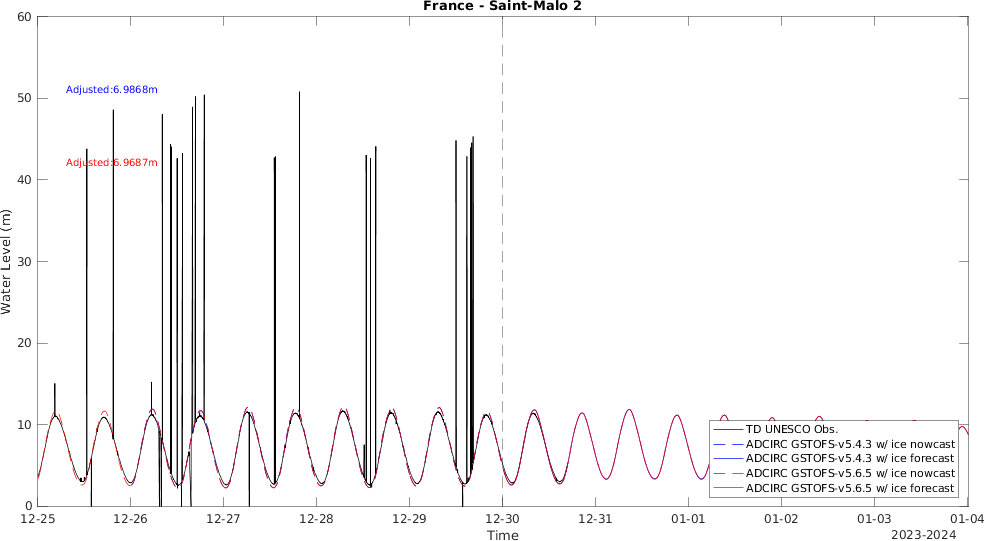 France - Saint-Malo 2
60
50
40
30
20
10
0
Water Level (m)
Adjusted:6.9868m
Adjusted:6.9687m
TD UNESCO Obs.
ADCIRC GSTOFS-v5.4.3 w/ ice nowcast
ADCIRC GSTOFS-v5.4.3 w/ ice forecast
ADCIRC GSTOFS-v5.6.5 w/ ice nowcast
ADCIRC GSTOFS-v5.6.5 w/ ice forecast
12-25 12-26 12-27 12-28 12-29 12-30 12-31 01-01 01-02 01-03 01-04
Time
2023-2024